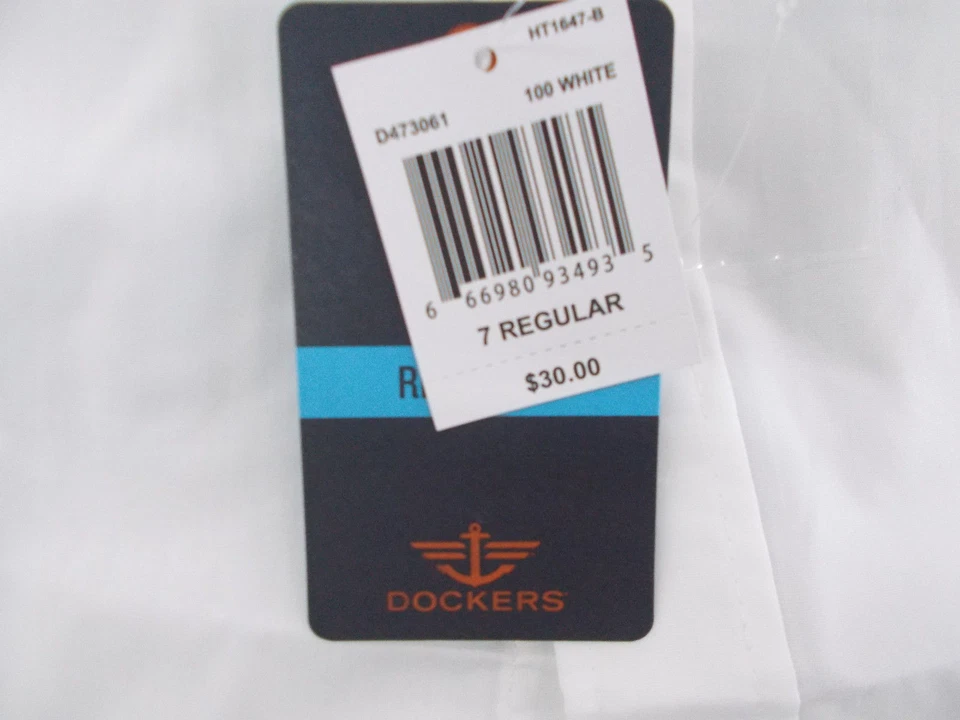 HT1647-B
100 WHITE
D473061
6 66980 93493 5
7 REGULAR
$30.00
DOCKERS